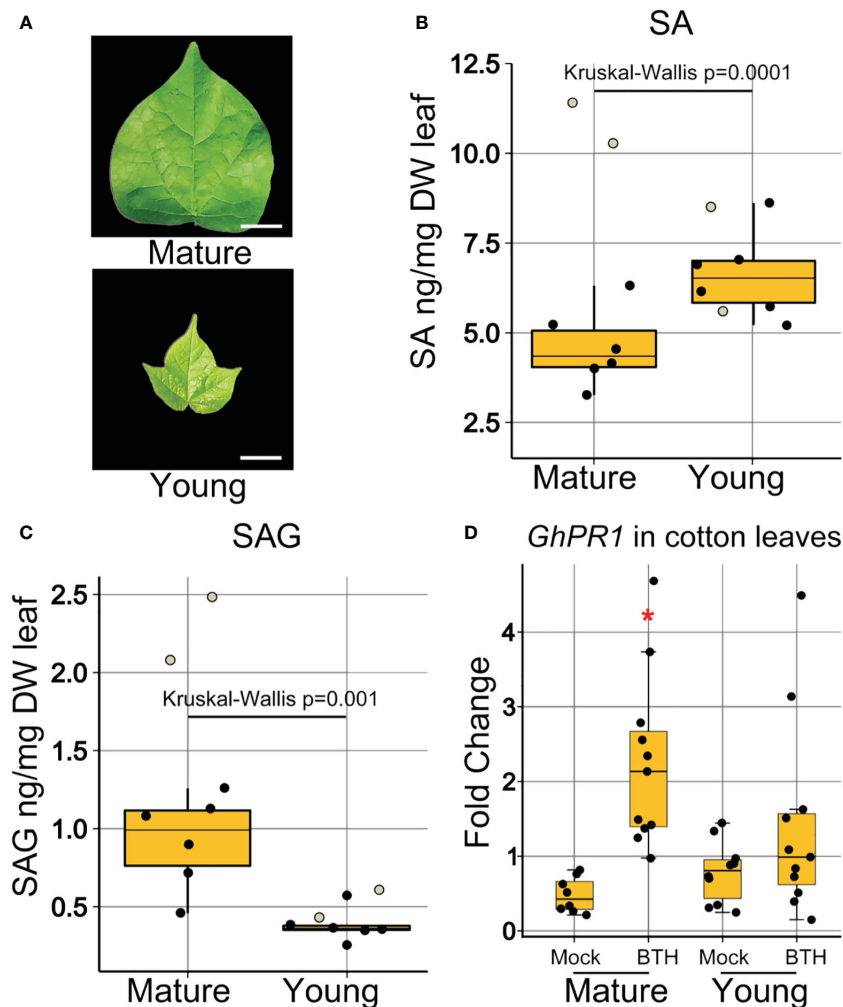 A
Mature
Young
B
SA
SA ng/mg DW leaf
12.5
10.0
7.5
5.0
2.5
Kruskal-Wallis p=0.0001
Mature Young
C
SAG
SAG ng/mg DW leaf
2.5
2.0
1.5
1.0
0.5
Kruskal-Wallis p=0.001
Mature Young
D
GhPR1 in cotton leaves
Fold Change
4
3
2
1
0
*
Mock BTH Mock BTH
Mature Young